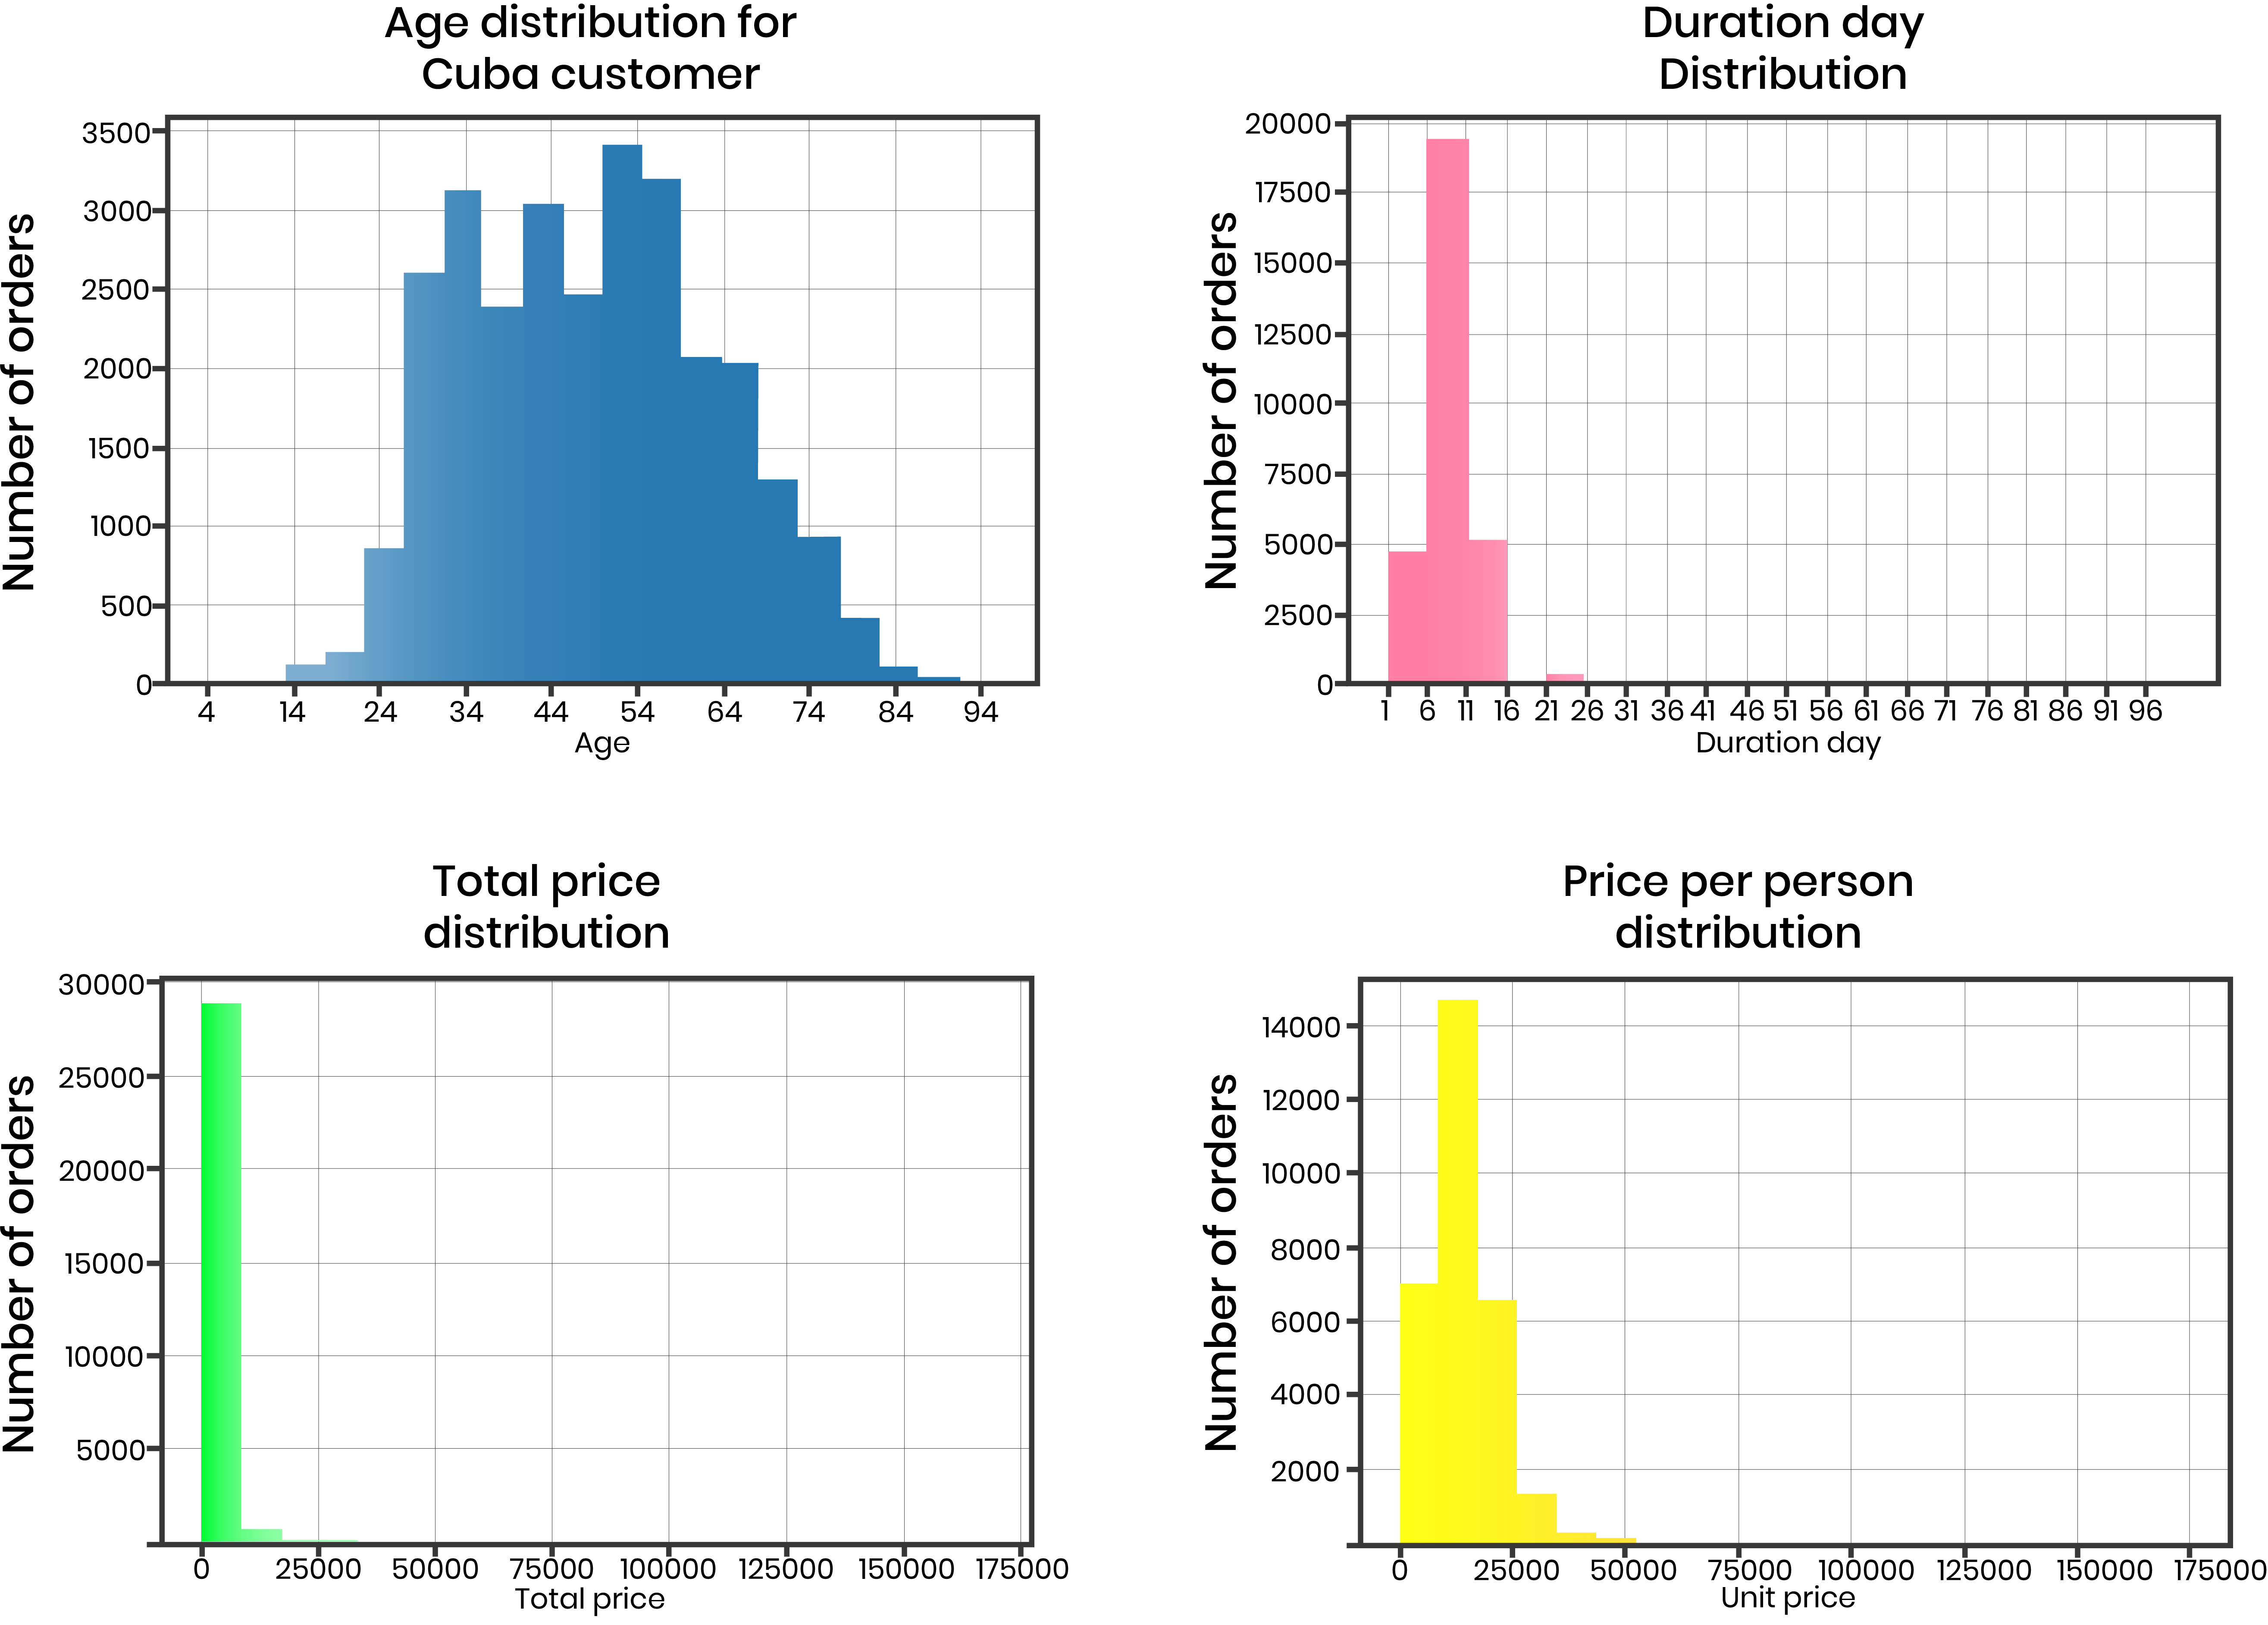 Age distribution for
Cuba customer
Number of orders
3500
3000
2500
2000
1500
1000
500
0
4 14 24 34 44 54 64 74 84 94
Age
Duration day
Distribution
Number of orders
20000
17500
15000
12500
10000
7500
5000
2500
0
1 6 11 16 21 26 31 36 41 46 51 56 61 66 71 76 81 86 91 96
Duration day
Total price
distribution
Number of orders
30000
25000
20000
15000
10000
5000
0 25000 50000 75000 100000 125000 150000 175000
Total price
Price per person
distribution
Number of orders
14000
12000
10000
8000
6000
4000
2000
0 25000 50000 75000 100000 125000 150000 175000
Unit price